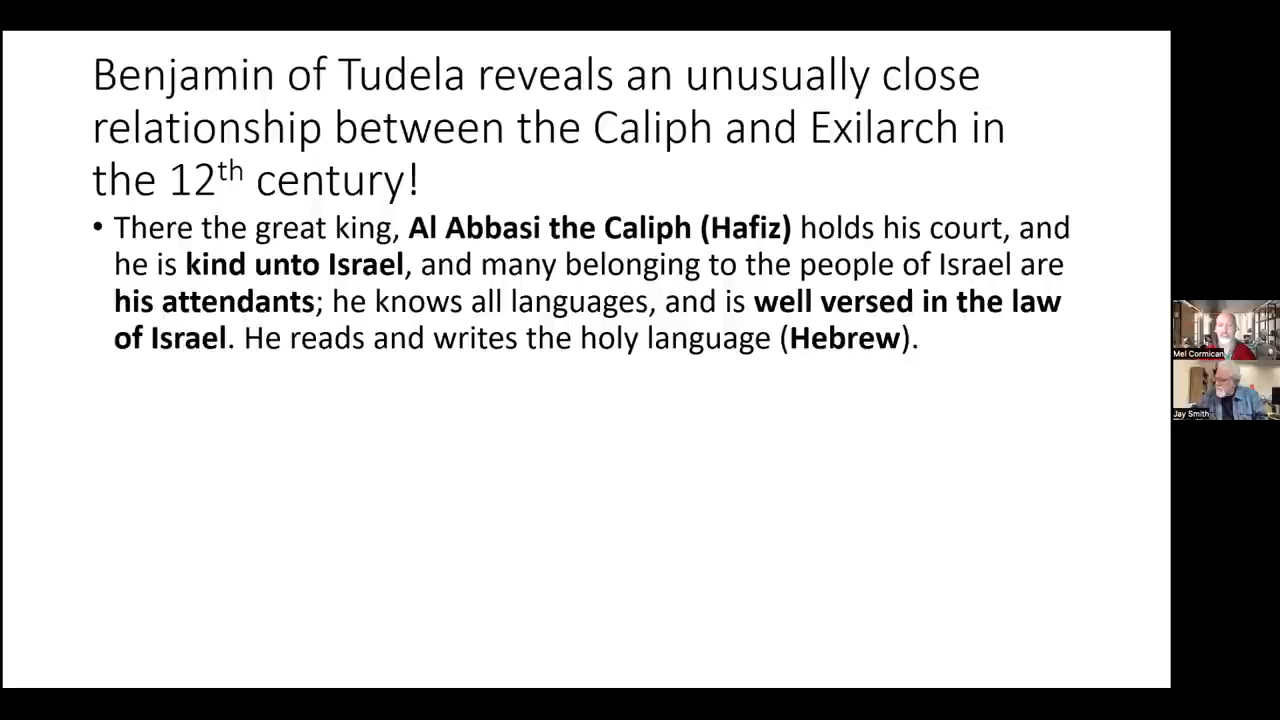 Benjamin of Tudela reveals an unusually close
relationship between the Caliph and Exilarch in
the 12th century!
• There the great king, Al Abbasi the Caliph (Hafiz) holds his court, and
he is kind unto Israel, and many belonging to the people of Israel are
his attendants; he knows all languages, and is well versed in the law
of Israel. He reads and writes the holy language (Hebrew).
Mel Cormican
Jay Smith